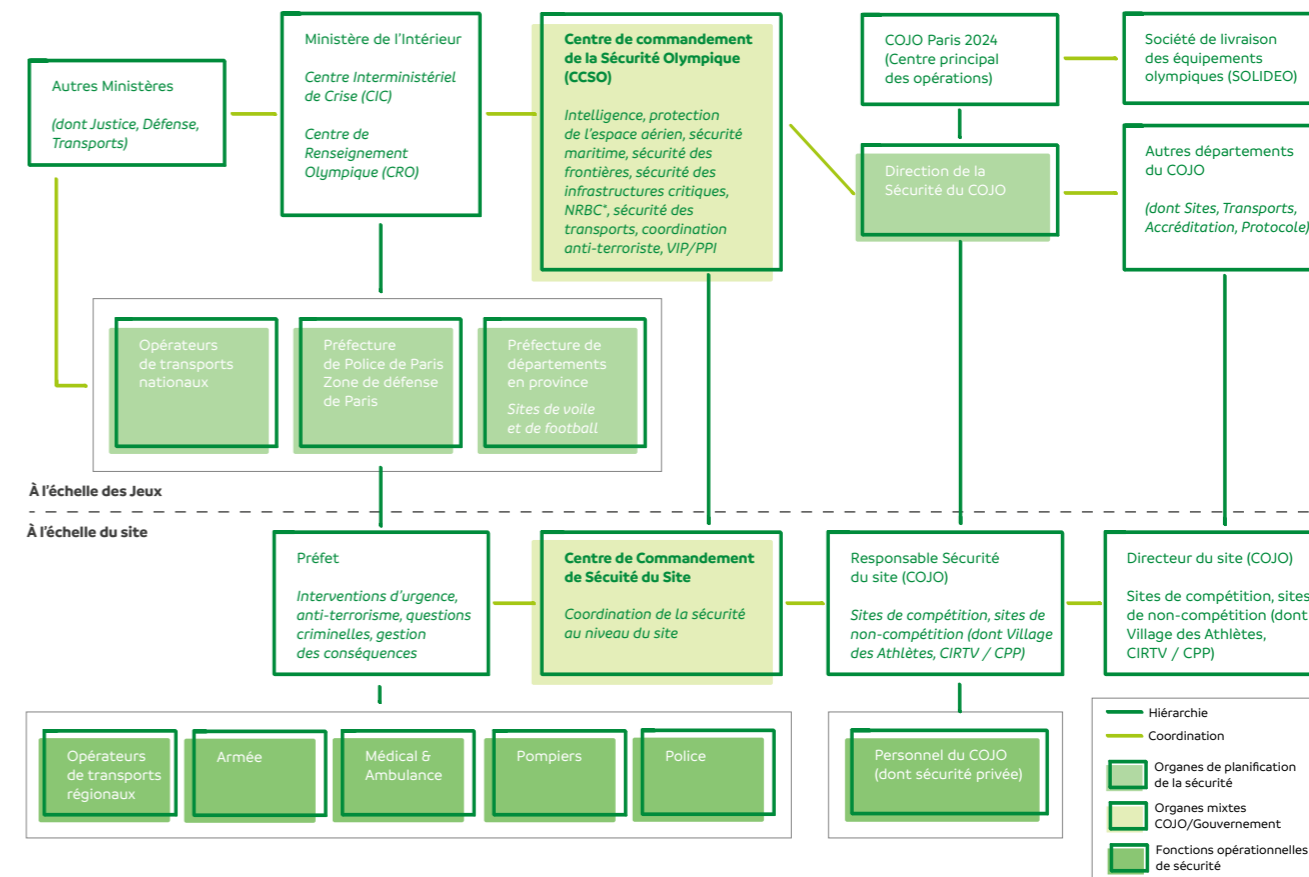 Autres Ministères
(dont Justice, Défense,
Transports)
Ministère de l'Intérieur
Centre Interministériel
de Crise (CIC)
Centre de
Renseignement
Olympique (CRO)
Centre de commandement
de la Sécurité Olympique
(CCSO)
Intelligence, protection
de l'espace aérien, sécurité
maritime, sécurité des
frontières, sécurité des
infrastructures critiques,
NRBC*, sécurité des
transports, coordination
anti-terroriste, VIP/PPI
COJO Paris 2024
(Centre principal
des opérations)
Société de livraison
des équipements
olympiques (SOLIDEO)
Direction de la
Sécurité du COJO
Autres départements
du COJO
(dont Sites, Transports,
Accréditation, Protocole)
Opérateurs
de transports
nationaux
Préfecture
de Police de Paris
Zone de défense
de Paris
Préfecture de
départements
en province
Sites de voile
et de football
À l'échelle des Jeux
À l'échelle du site
Préfet
Interventions d'urgence,
anti-terrorisme, questions
criminelles, gestion
des conséquences
Centre de Commandement
de Sécuité du Site
Coordination de la sécurité
au niveau du site
Responsable Sécurité
du site (COJO)
Sites de compétition, sites de
non-compétition (dont Village
des Athlètes, CIRTV / CPP)
Directeur du site (COJO)
Sites de compétition, sites
de non-compétition (dont
Village des Athlètes,
CIRTV / CPP)
Opérateurs
de transports
régionaux
Armée
Médical &
Ambulance
Pompiers
Police
Personnel du COJO
(dont sécurité privée)
Hiérarchie
Coordination
Organes de planification
de la sécurité
Organes mixtes
COJO/Gouvernement
Fonctions opérationnelles
de sécurité